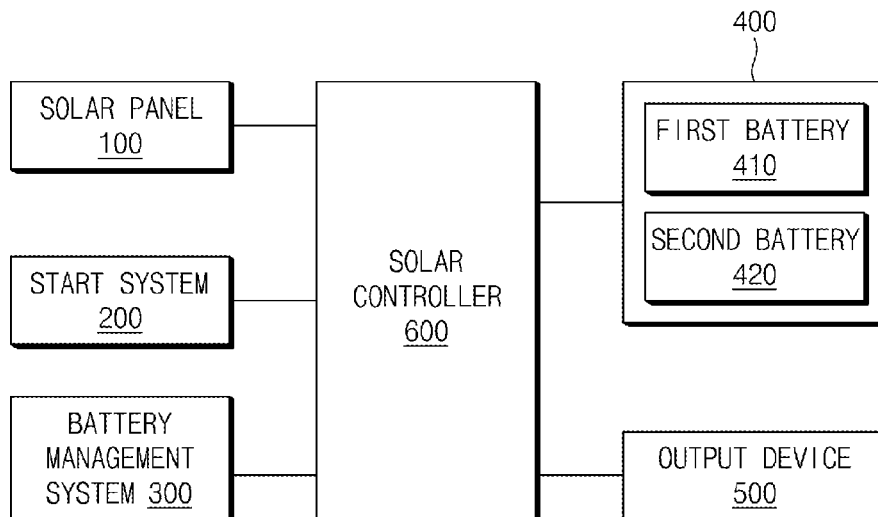 400
SOLAR PANEL
100
START SYSTEM
200
BATTERY
MANAGEMENT
SYSTEM 300
SOLAR
CONTROLLER
600
FIRST BATTERY
410
SECOND BATTERY
420
OUTPUT DEVICE
500